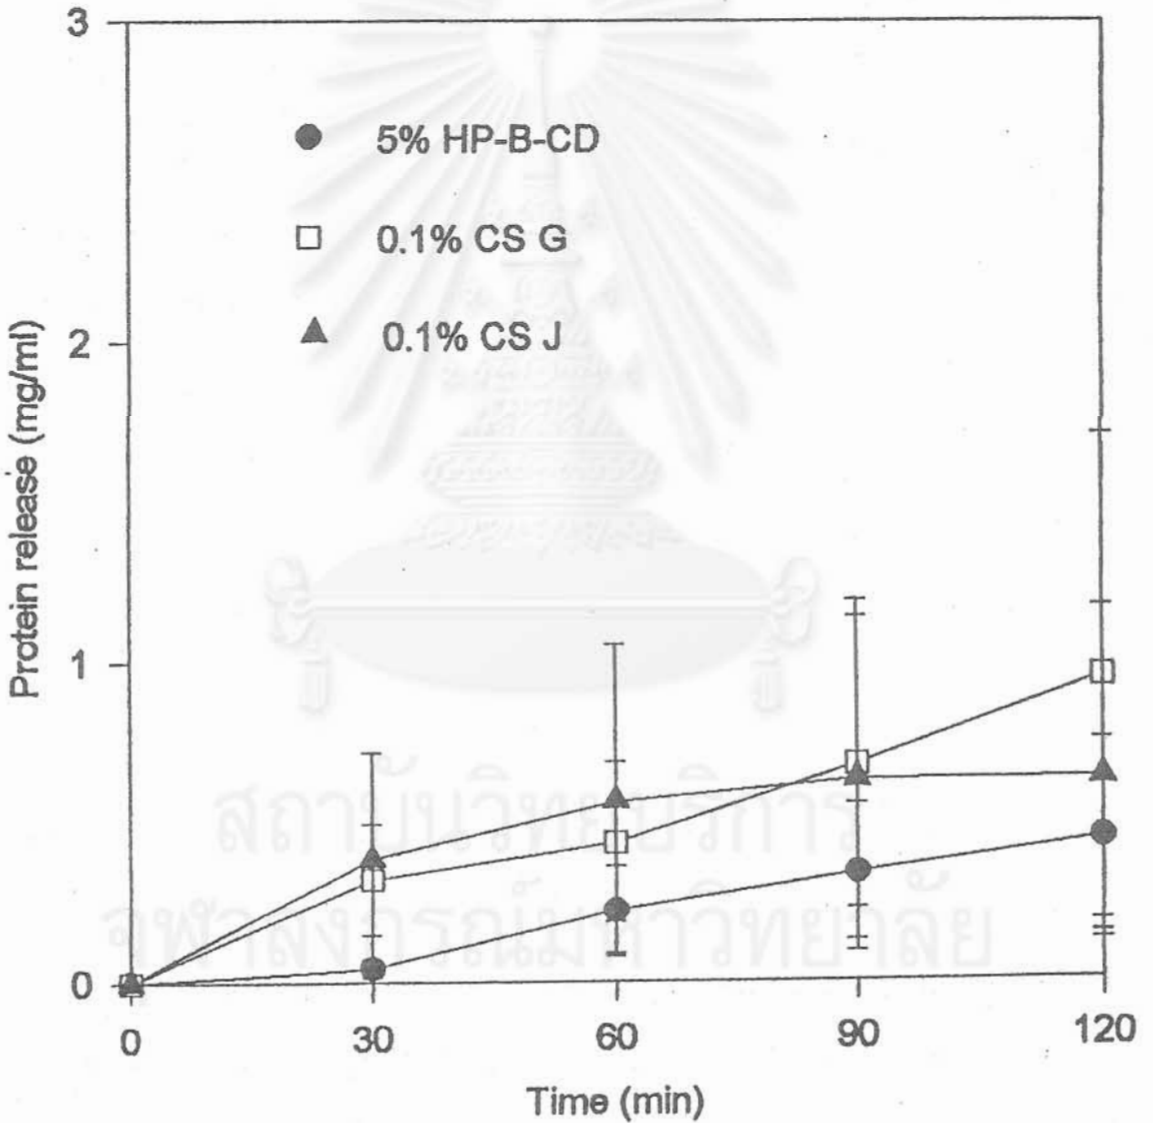 3
5% HP-B-CD
0.1% CS G
0.1% CS J
2
Protein release (mg/ml)
1
สถาบันวิทยบริการ
จุฬาลงกรณ์มหาวิทยาลัย
0
0 30 60 90 120
Time (min)